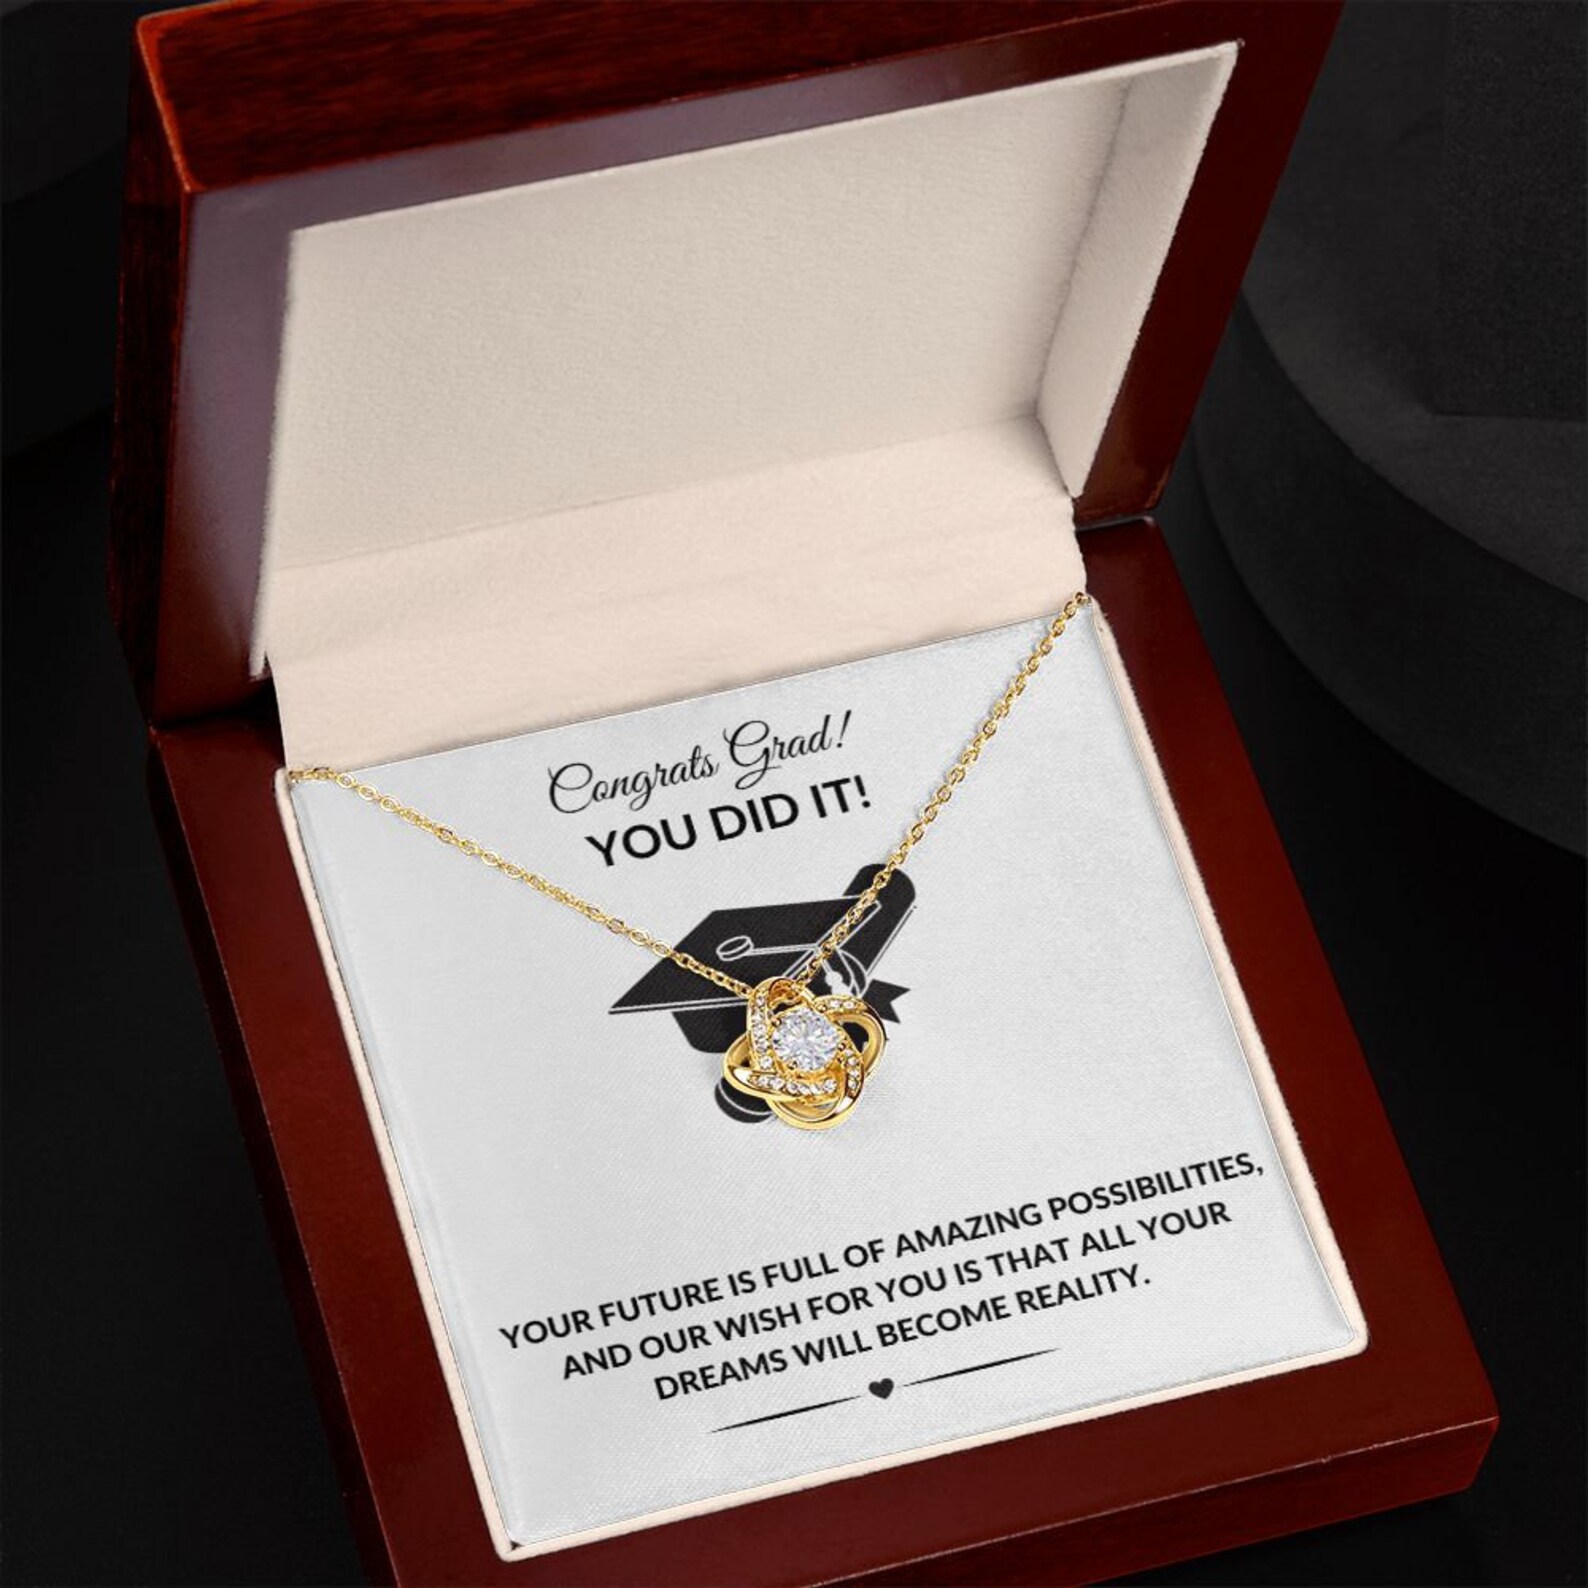 Congrats Grad!
YOU DID IT!
YOUR FUTURE IS FULL OF AMAZING POSSIBILITIES,
AND OUR WISH FOR YOU IS THAT ALL YOUR
DREAMS WILL BECOME REALITY.